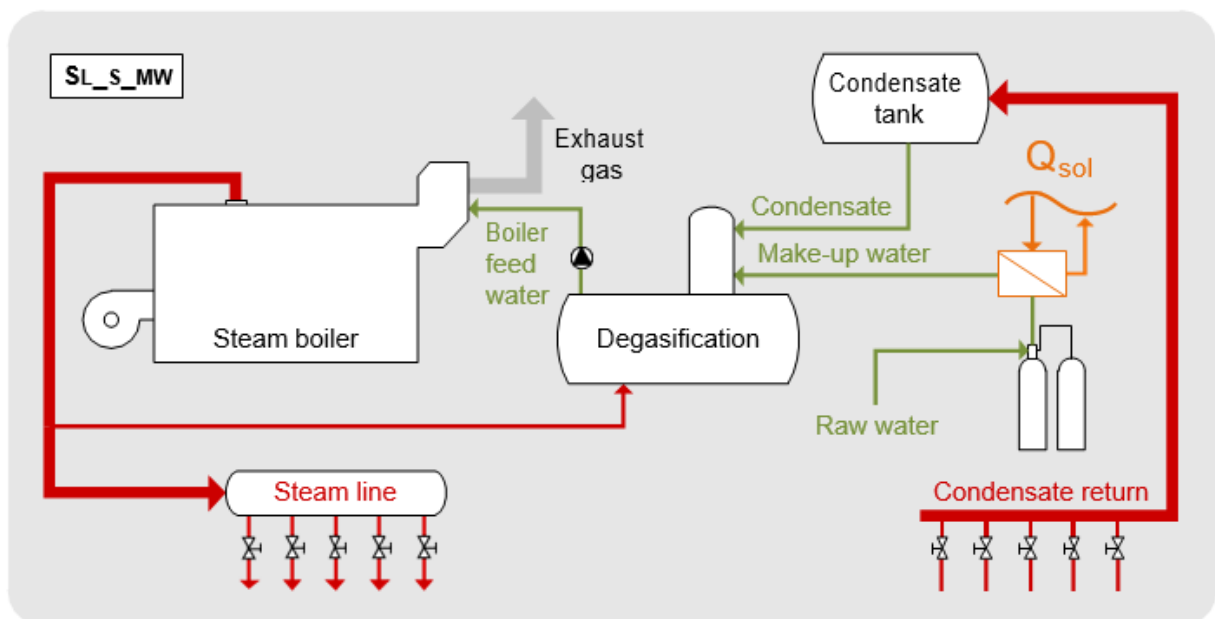 SL_S_MW
Condensate
tank
Exhaust
gas
Qsol
Condensate
Boiler
feed
water
Make-up water
Steam boiler
Degasification
Raw water
Steam line
Condensate return